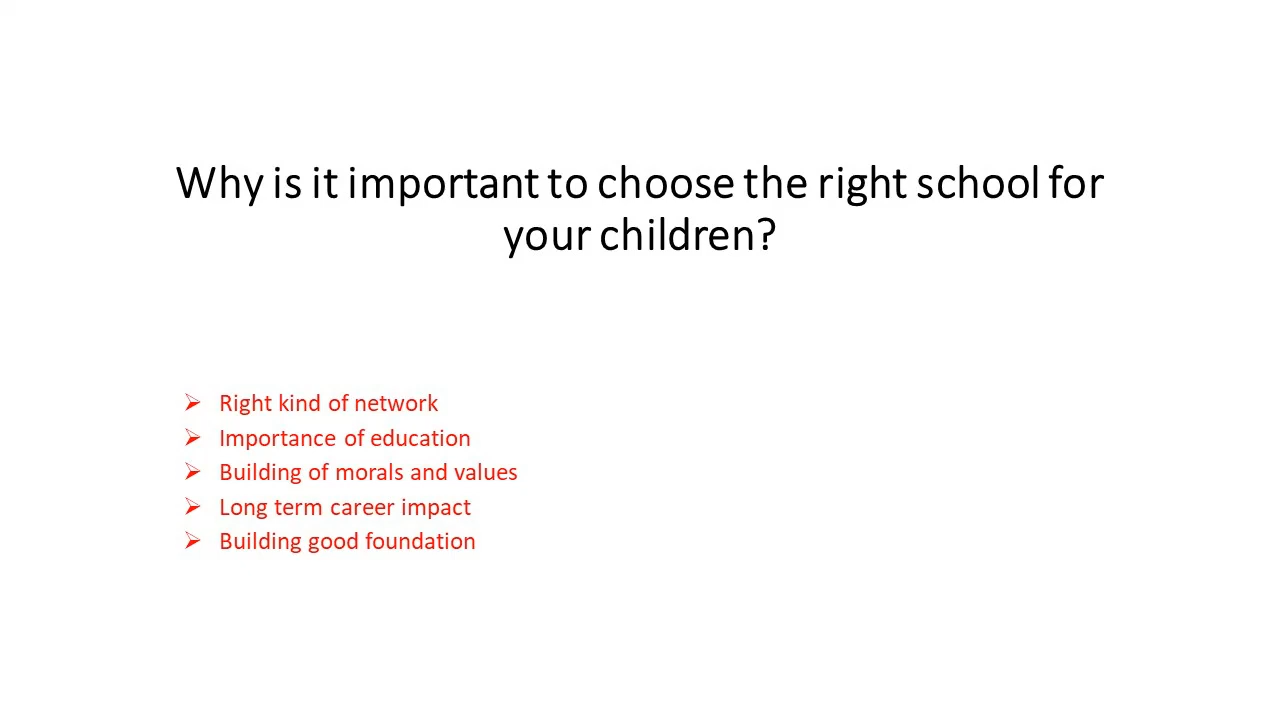 Why is it important to choose the right school for
your children?
➢ Right kind of network
➢ Importance of education
➢ Building of morals and values
➢ Long term career impact
➢ Building good foundation